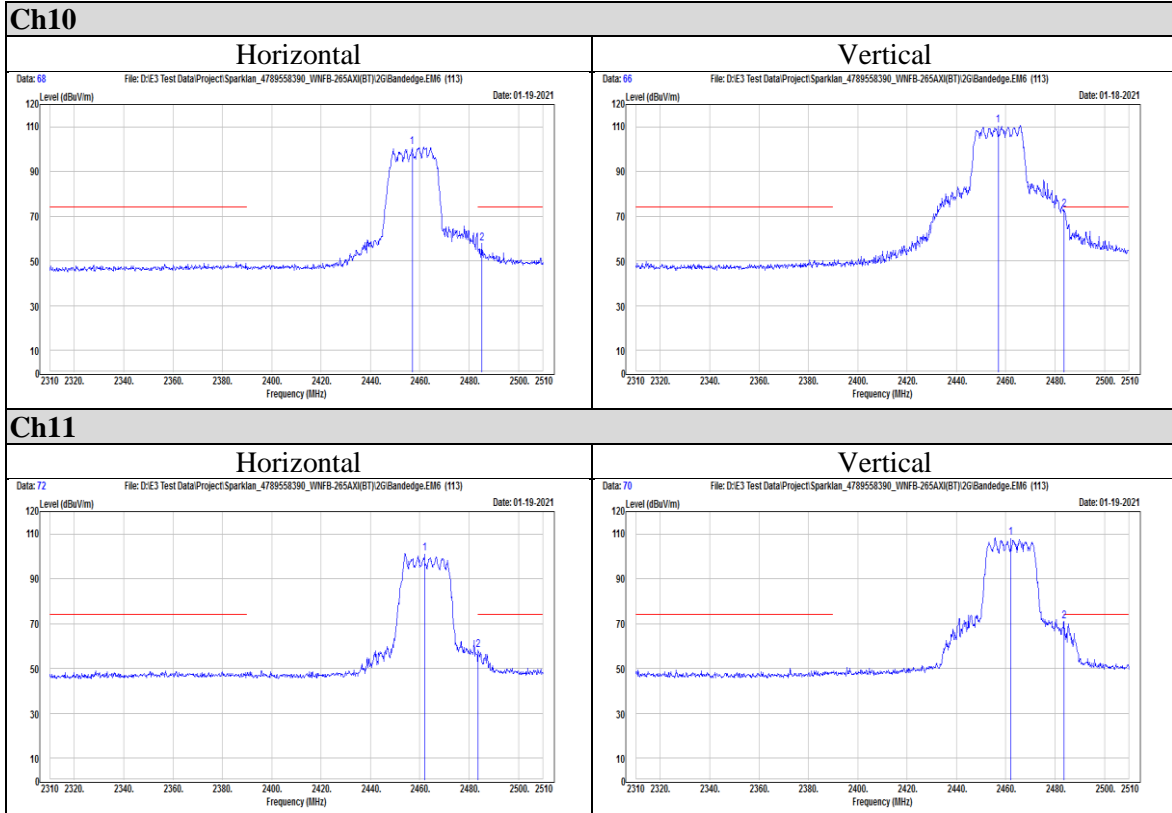 Ch10
Horizontal Vertical
Data: 68 File: D:\E3 Test Data\Project\Sparklan_4789558390_WNFB-265AXI(BT)\2G\Bandedge.EM6 (113)
120 Level (dBuV/m) Date: 01-19-2021
110
90
70
50
30
10
0
1
2
2310 2320. 2340. 2360. 2380. 2400. 2420. 2440. 2460. 2480. 2500. 2510
Frequency (MHz)
Data: 66 File: D:\E3 Test Data\Project\Sparklan_4789558390_WNFB-265AXI(BT)\2G\Bandedge.EM6 (113)
120 Level (dBuV/m) Date: 01-18-2021
110
90
70
50
30
10
0
1
2
2310 2320. 2340. 2360. 2380. 2400. 2420. 2440. 2460. 2480. 2500. 2510
Frequency (MHz)
Ch11
Horizontal Vertical
Data: 72 File: D:\E3 Test Data\Project\Sparklan_4789558390_WNFB-265AXI(BT)\2G\Bandedge.EM6 (113)
120 Level (dBuV/m) Date: 01-19-2021
110
90
70
50
30
10
0
1
2
2310 2320. 2340. 2360. 2380. 2400. 2420. 2440. 2460. 2480. 2500. 2510
Frequency (MHz)
Data: 70 File: D:\E3 Test Data\Project\Sparklan_4789558390_WNFB-265AXI(BT)\2G\Bandedge.EM6 (113)
120 Level (dBuV/m) Date: 01-19-2021
110
90
70
50
30
10
0
1
2
2310 2320. 2340. 2360. 2380. 2400. 2420. 2440. 2460. 2480. 2500. 2510
Frequency (MHz)